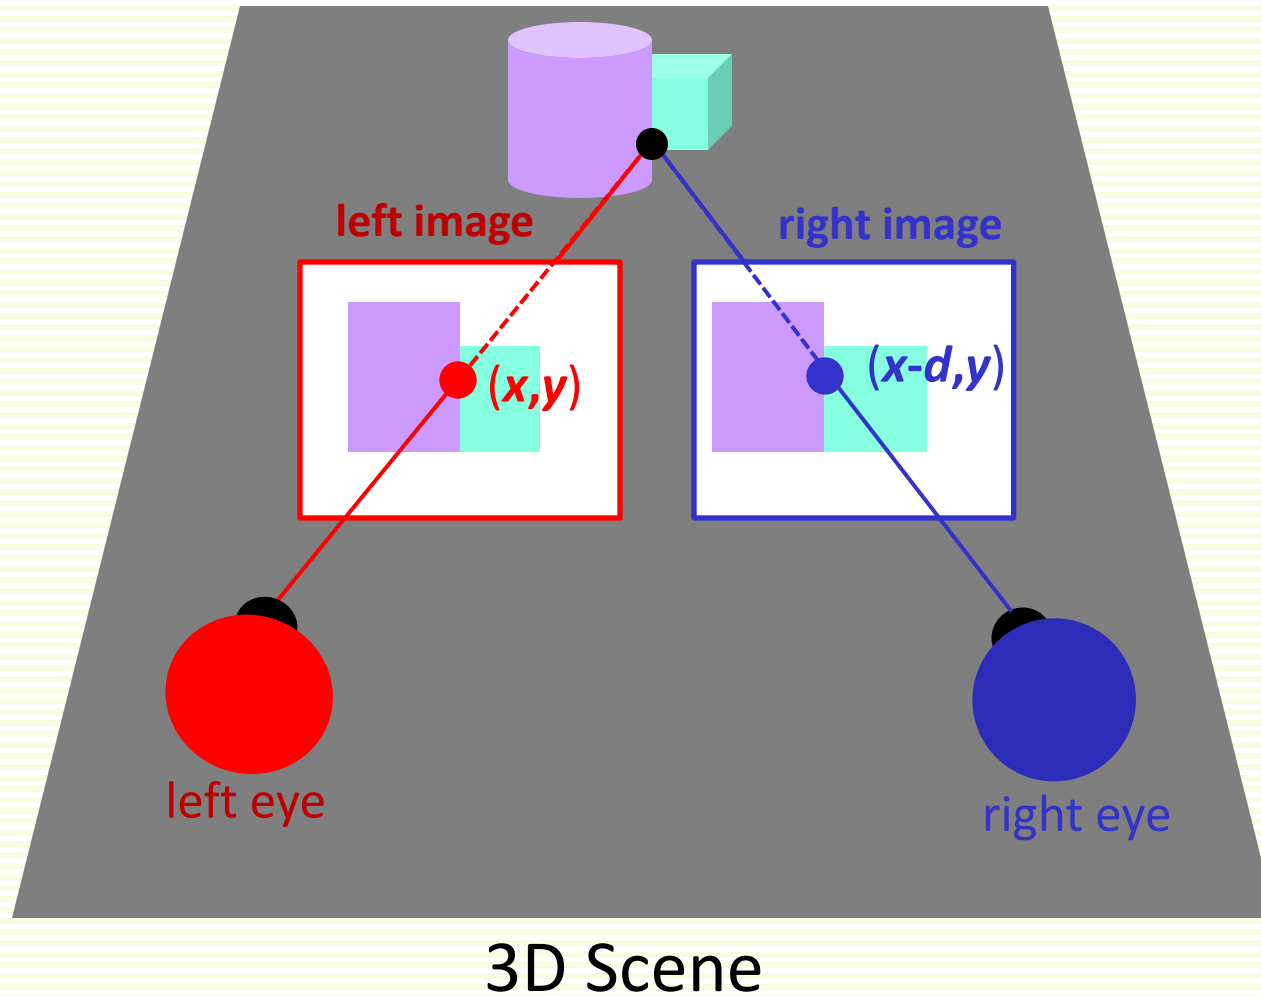 left image
right image
(x,y)
(x-d,y)
left eye
right eye
3D Scene